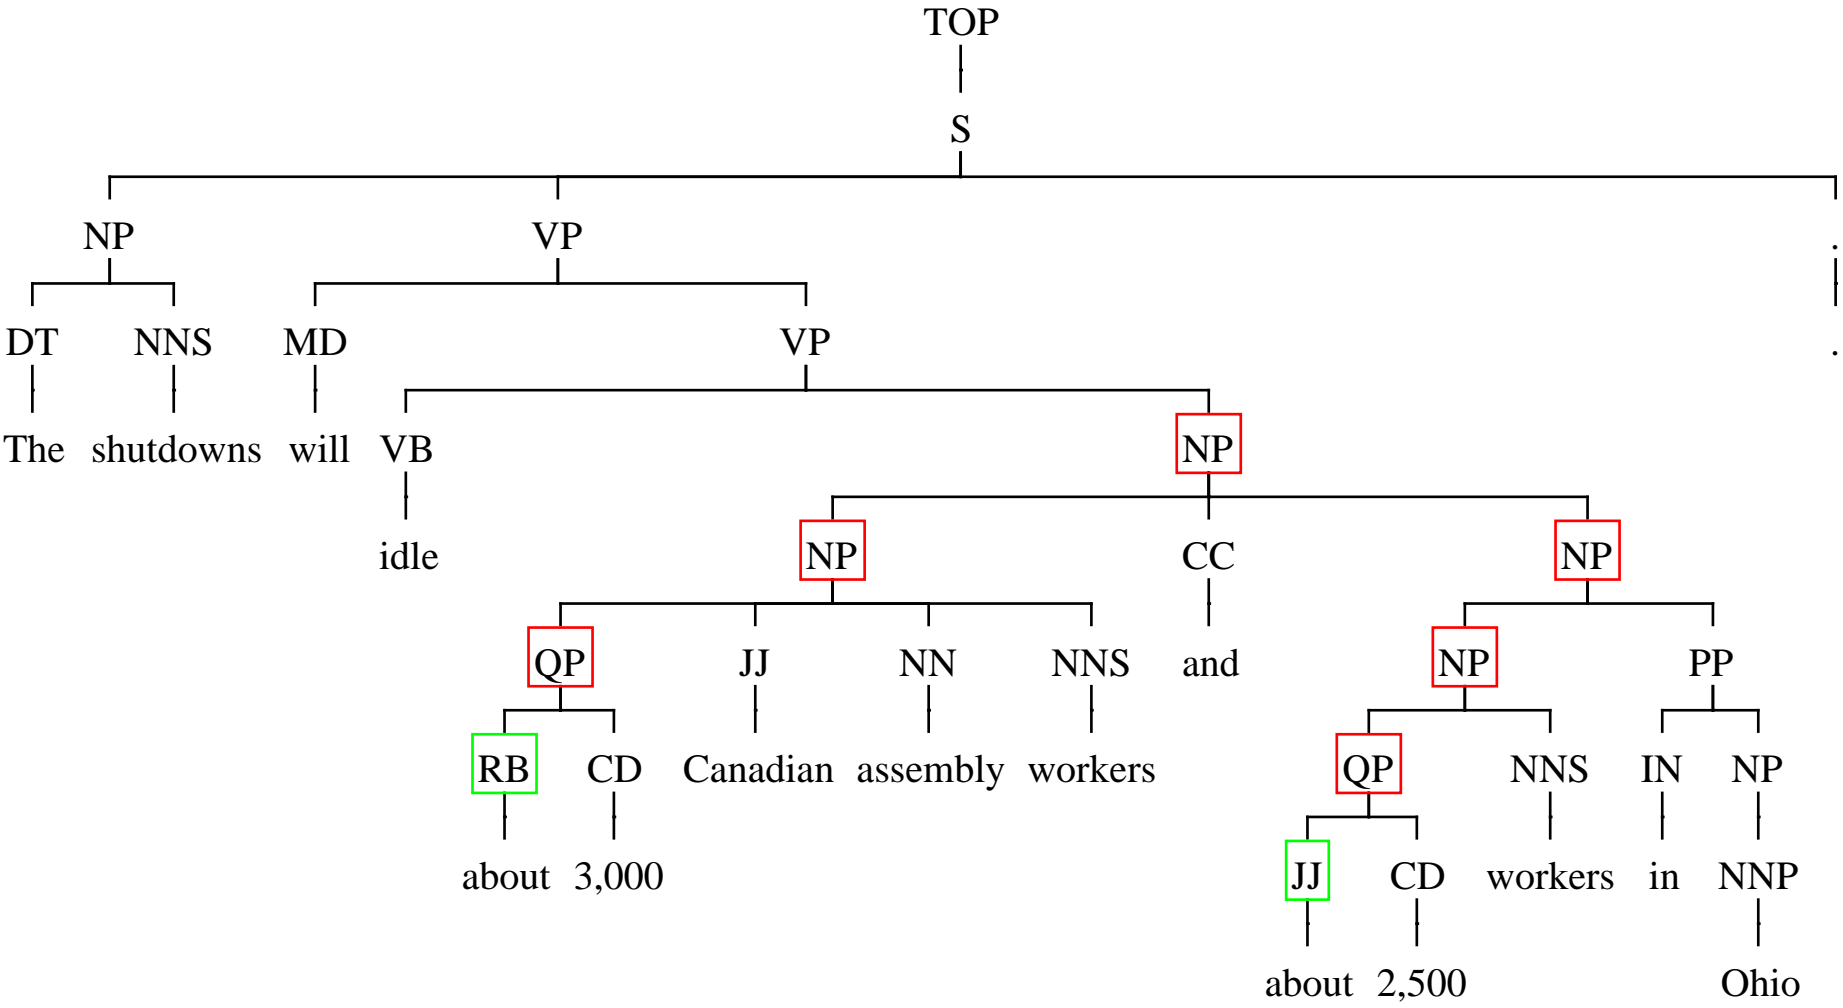 TOP
S
NP VP .
DT NNS MD VP .
The shutdowns will VB NP
idle NP CC NP
QP JJ NN NNS and NP PP
RB CD Canadian assembly workers QP NNS IN NP
about 3,000 JJ CD workers in NNP
about 2,500 Ohio